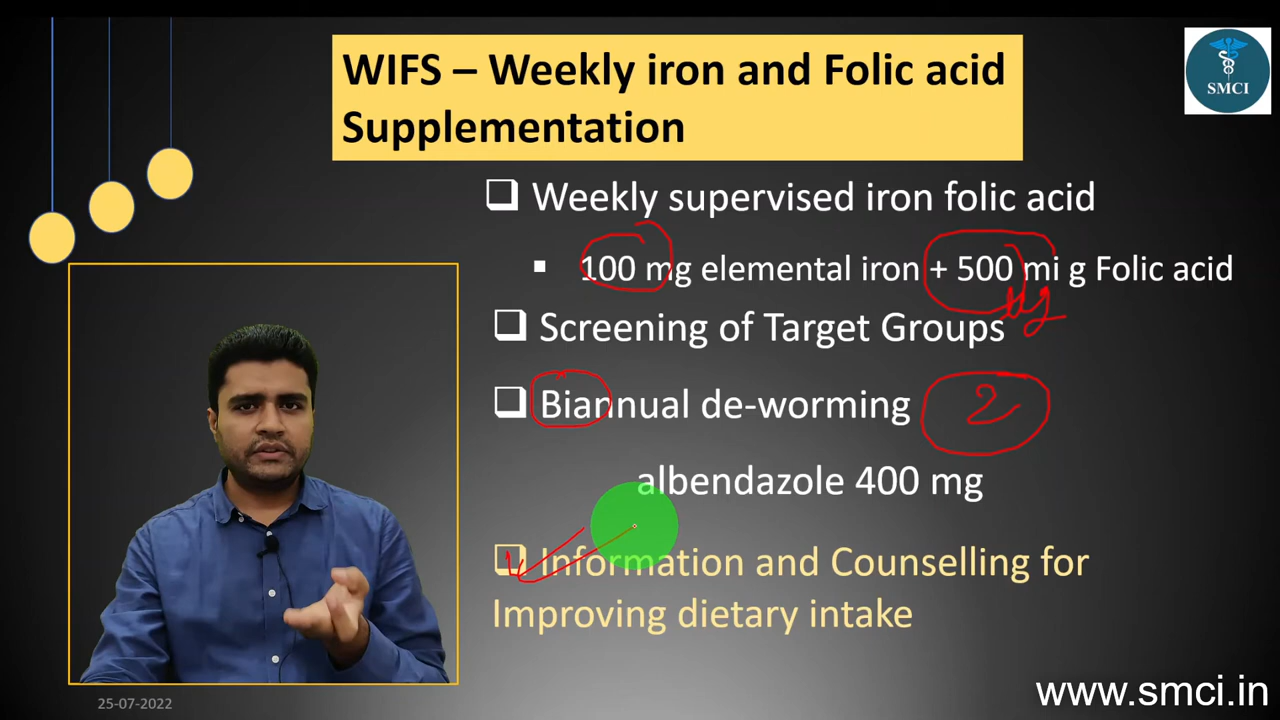 WIFS – Weekly iron and Folic acid
Supplementation
SMCI
❑ Weekly supervised iron folic acid
▪ 100 mg elemental iron + 500 mi g Folic acid
❑ Screening of Target Groups
❑ Biannual de-worming 2
albendazole 400 mg
❑ Information and Counselling for
Improving dietary intake
25-07-2022
www.smci.in